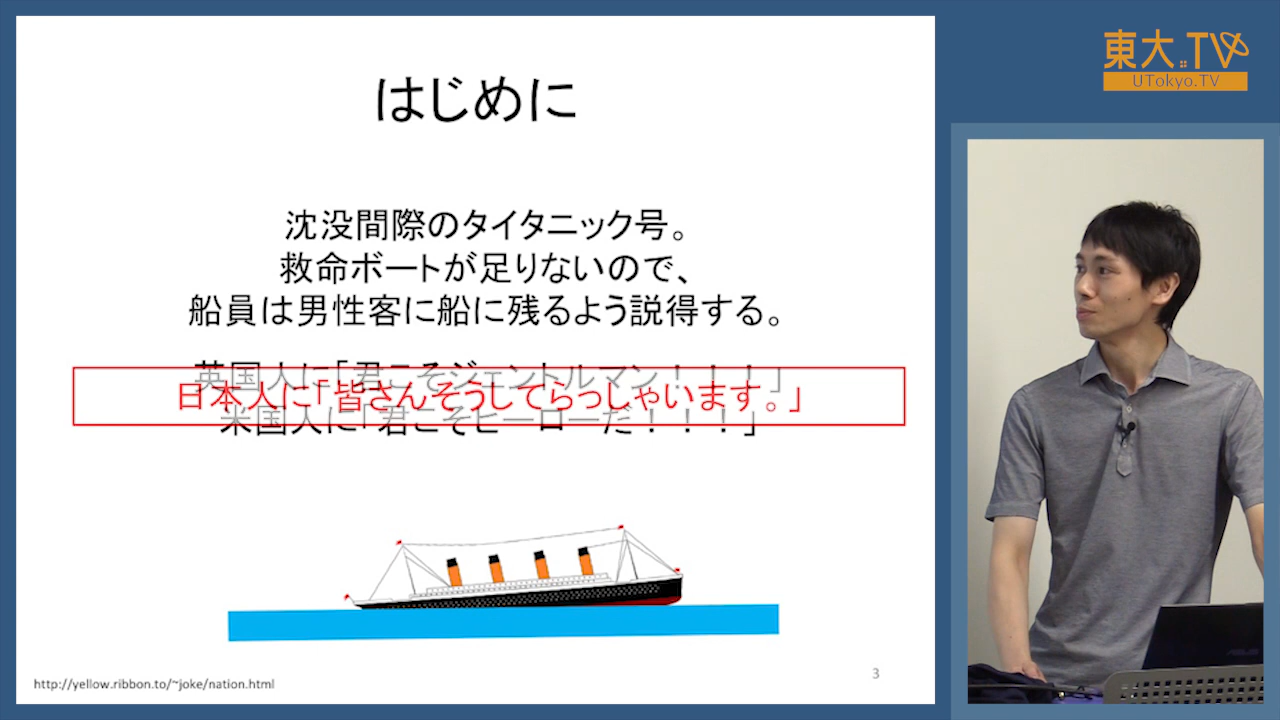 はじめに
沈没間際のタイタニック号。
救命ボートが足りないので、
船員は男性客に船に残るよう説得する。
英国人に「君こそジェントルマン！！！」
日本人に「皆さんそうしてらっしゃいます。」
米国人に「君こそヒーローだ！！！」
http://yellow.ribbon.to/~joke/nation.html
3
東大.TV
UTokyo.TV
ASUS